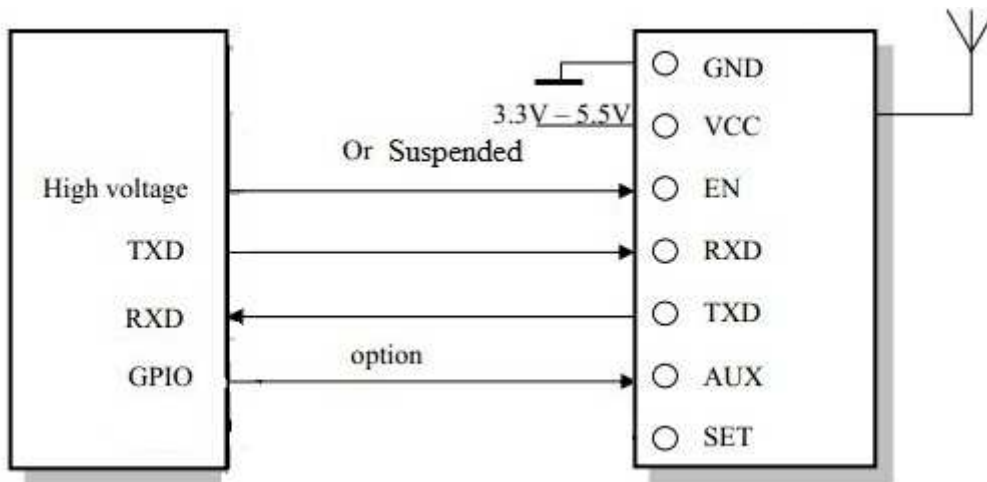 GND
3.3V – 5.5V
VCC
Or Suspended
High voltage
EN
TXD
RXD
RXD
TXD
option
GPIO
AUX
SET